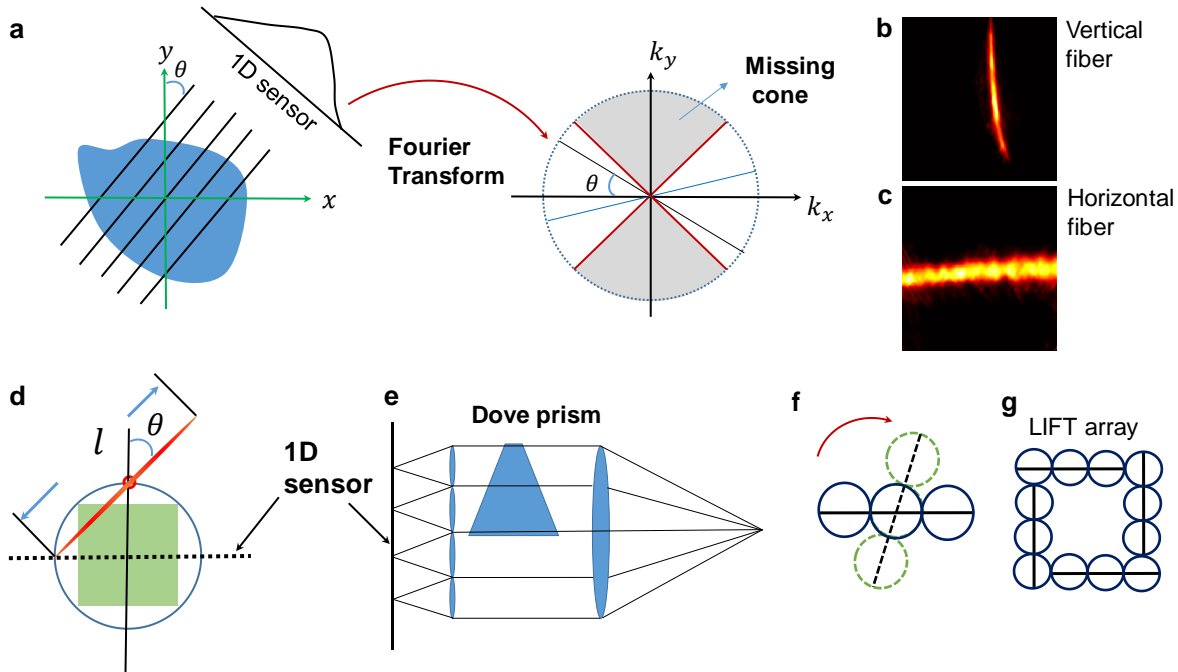 a
y
θ
x
1D sensor
Fourier
Transform
k_y
Missing
cone
θ
k_x
b
Vertical
fiber
c
Horizontal
fiber
d
l
θ
1D
sensor
e
Dove prism
f
g
LIFT array